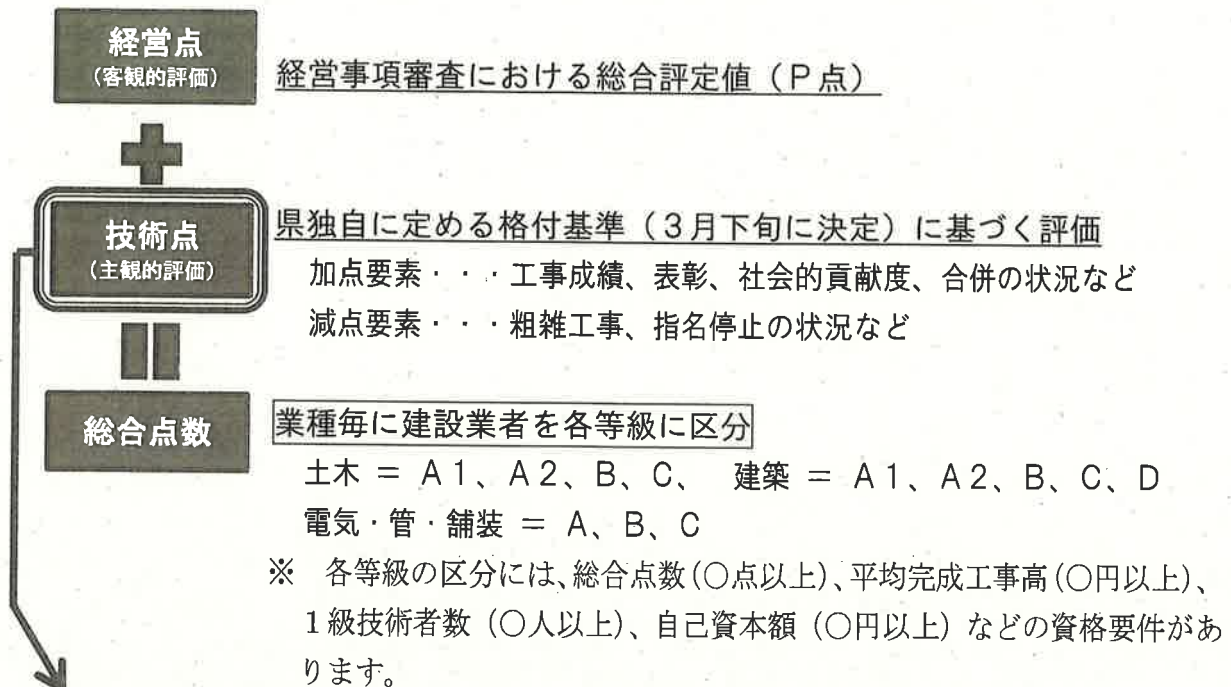 経営点
(客観的評価)
経営事項審査における総合評定値（P点）
技術点
(主観的評価)
県独自に定める格付基準（3月下旬に決定）に基づく評価
加点要素・・・工事成績、表彰、社会的貢献度、合併の状況など
減点要素・・・粗雑工事、指名停止の状況など
総合点数
業種毎に建設業者を各等級に区分
土木 ＝ A1、A2、B、C、 建築 ＝ A1、A2、B、C、D
電気・管・舗装 ＝ A、B、C
※ 各等級の区分には、総合点数(○点以上)、平均完成工事高(○円以上)、
1級技術者数（○人以上）、自己資本額（○円以上）などの資格要件があ
ります。